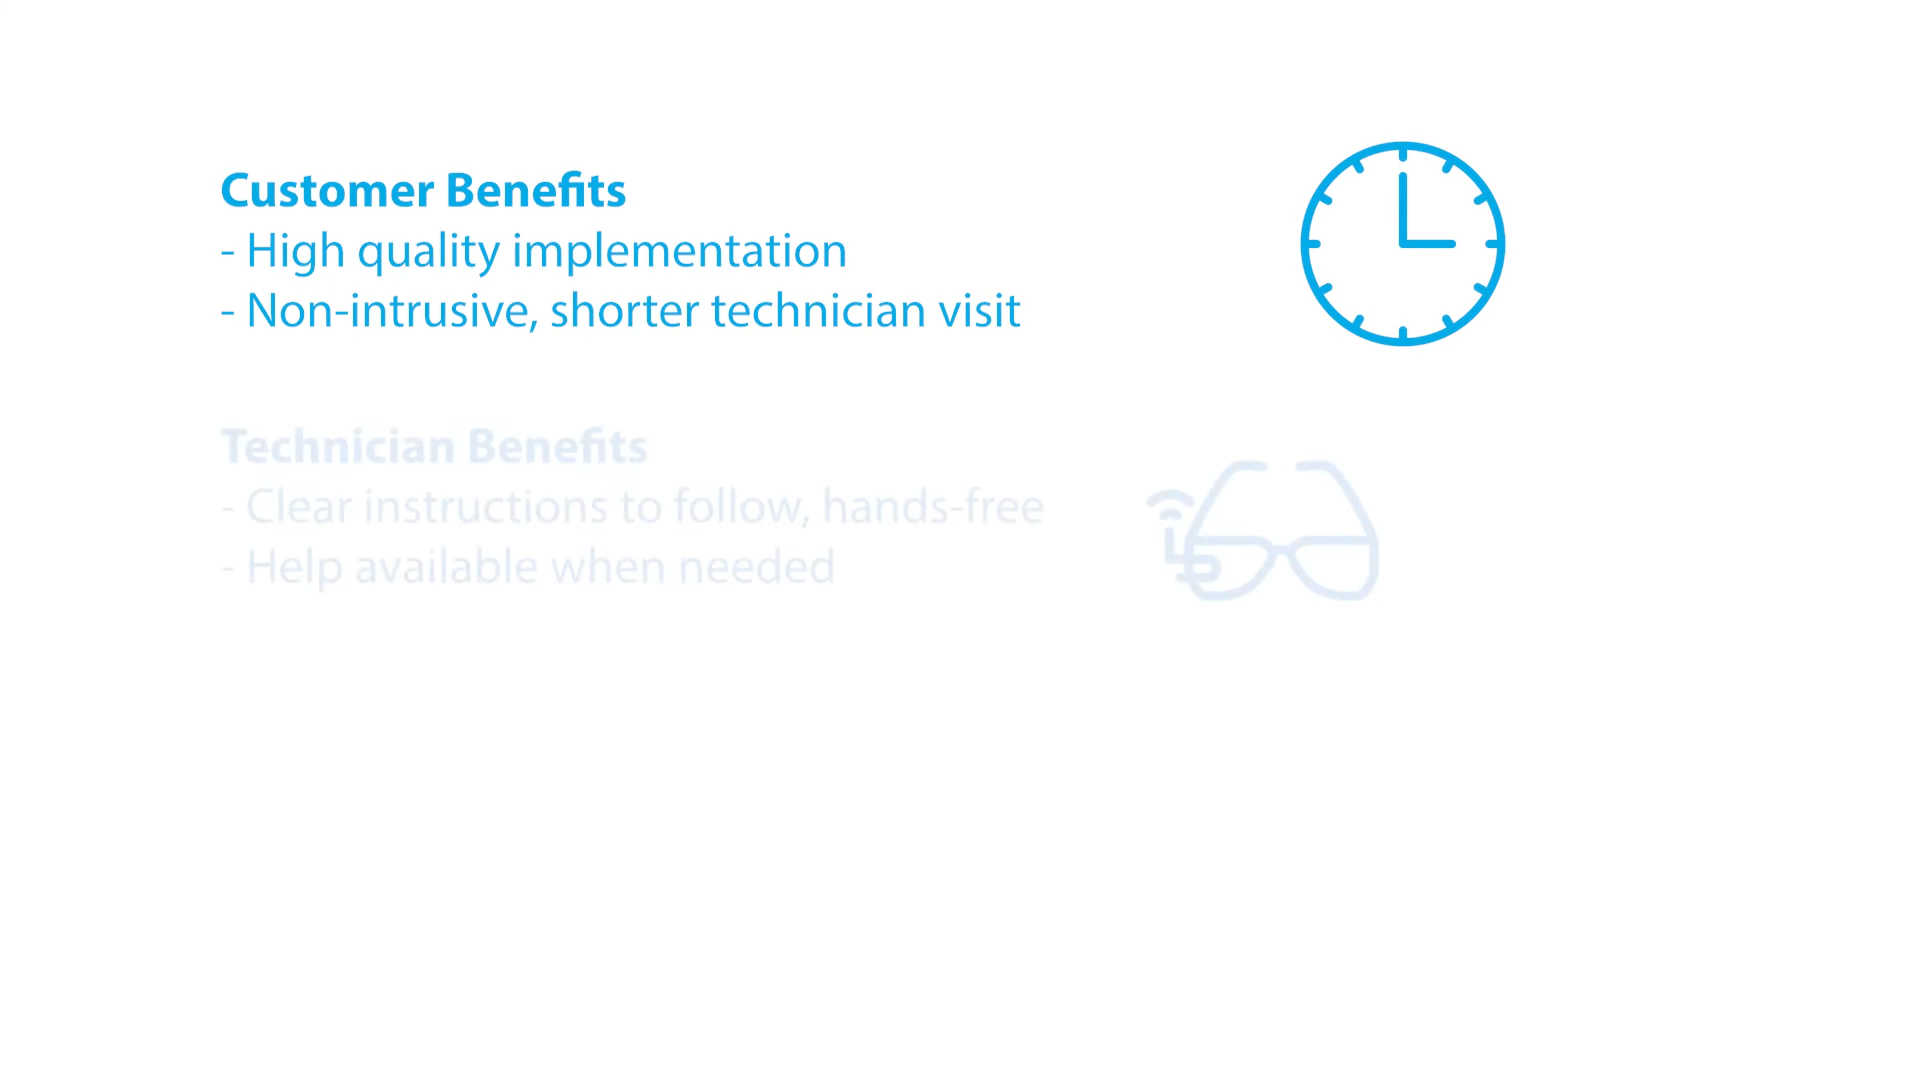 Customer Benefits
- High quality implementation
- Non-intrusive, shorter technician visit
Technician Benefits
- Clear instructions to follow, hands-free
- Help available when needed